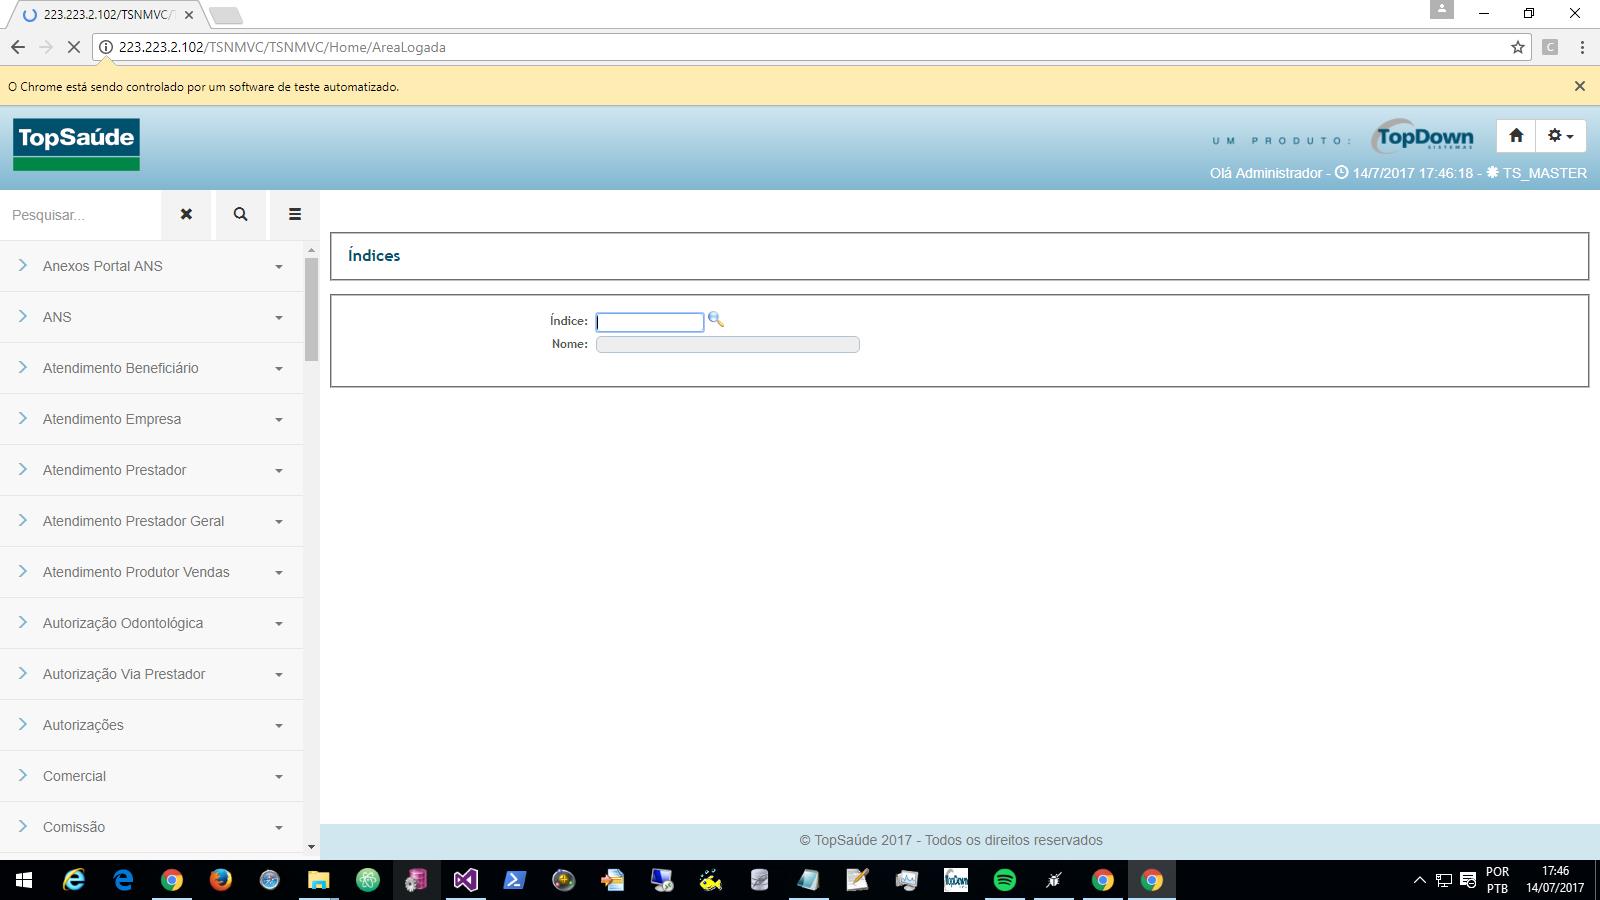 223.223.2.102/TSNMVC/
223.223.2.102/TSNMVC/TSNMVC/Home/AreaLogada
C
O Chrome está sendo controlado por um software de teste automatizado.
TopSaúde
UM PRODUTO:
TopDown
SISTEMAS
Olá Administrador - 14/7/2017 17:46:18 - TS_MASTER
Pesquisar...
Índices
Anexos Portal ANS
ANS
Índice:
Nome:
Atendimento Beneficiário
Atendimento Empresa
Atendimento Prestador
Atendimento Prestador Geral
Atendimento Produtor Vendas
Autorização Odontológica
Autorização Via Prestador
Autorizações
Comercial
Comissão
© TopSaúde 2017 - Todos os direitos reservados
TopDown
POR
PTB
17:46
14/07/2017